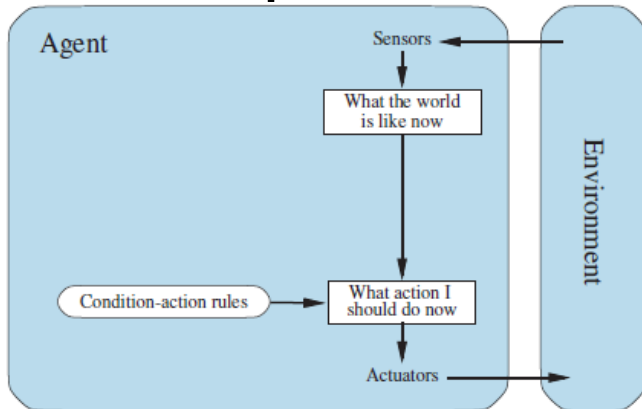 Agent
Sensors
What the world
is like now
Environment
Condition-action rules
What action I
should do now
Actuators